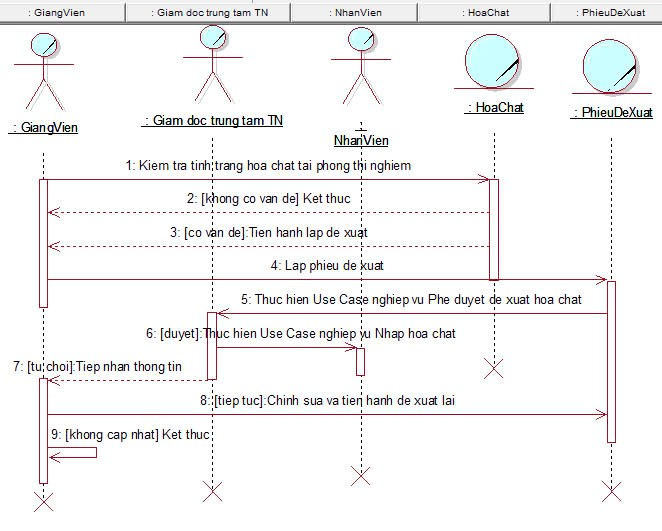 : GiangVien
: Giam doc trung tam TN
: NhanVien
: HoaChat
: PhieuDeXuat
: GiangVien
: Giam doc trung tam TN
:
NhanVien
: HoaChat
: PhieuDeXuat
1: Kiem tra tinh trang hoa chat tai phong thi nghiem
2: [khong co van de] Ket thuc
3: [co van de]:Tien hanh lap de xuat
4: Lap phieu de xuat
5: Thuc hien Use Case nghiep vu Phe duyet de xuat hoa chat
6: [duyet]:Thuc hien Use Case nghiep vu Nhap hoa chat
7: [tu choi]:Tiep nhan thong tin
8: [tiep tuc]:Chinh sua va tien hanh de xuat lai
9: [khong cap nhat] Ket thuc